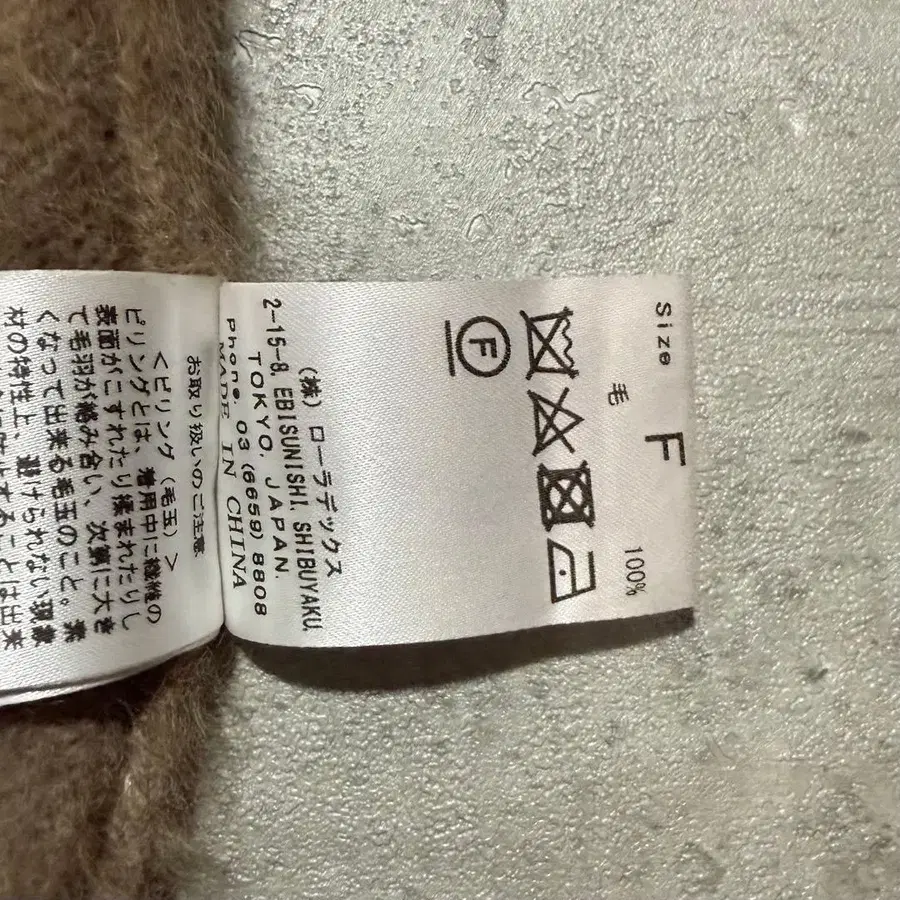 Size F
毛 100%
F
(株) ローラデックス
2-15-8, EBISUNISHI, SHIBUYAKU,
TOKYO, JAPAN.
Phone. 03 (6659) 8808
MADE IN CHINA
お取り扱いのご注意
＜ピリング（毛玉）＞
ピリングとは、着用中に繊維の
表面がこすれたり揉まれたりし
て毛羽が絡み合い、次第に大き
くなって出来る毛玉のこと。素
材の特性上、避けられない現象